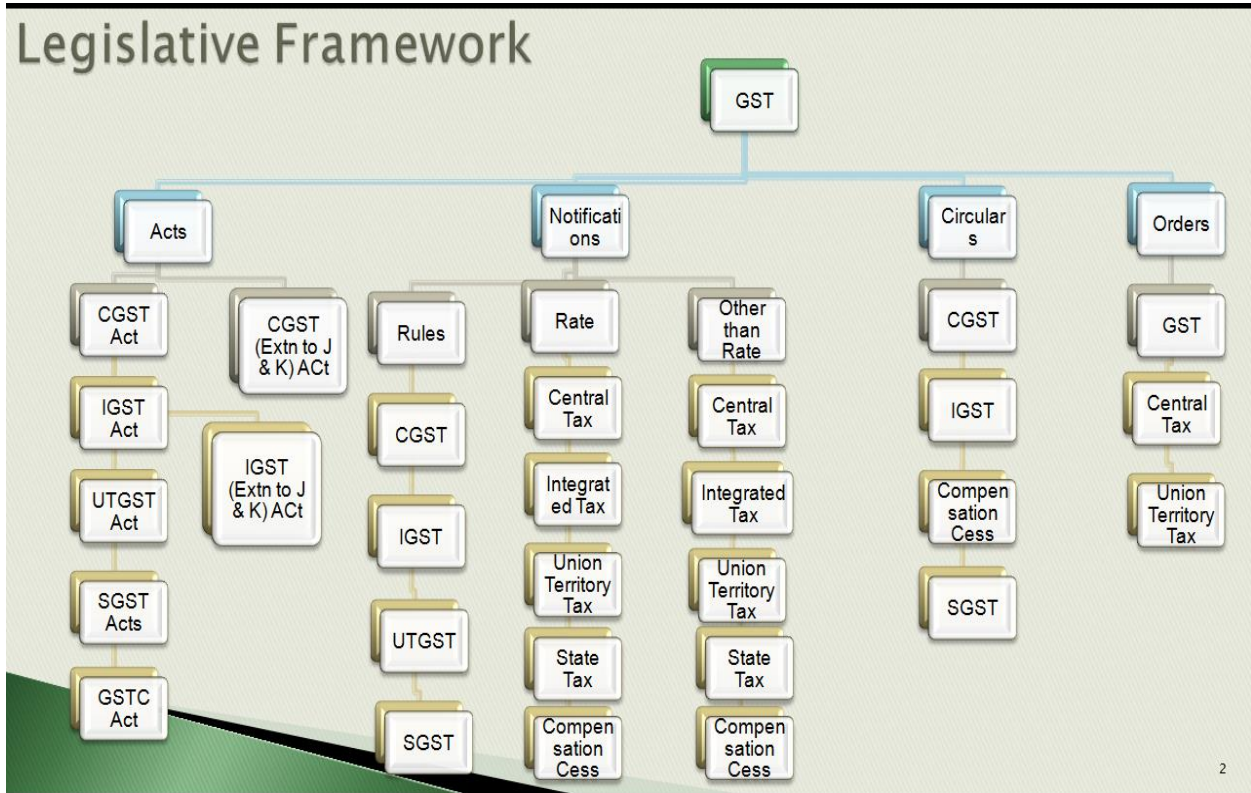 Legislative Framework
GST
Acts
CGST
Act
CGST
(Extn to J
& K) ACt
IGST
Act
IGST
(Extn to J
& K) ACt
UTGST
Act
SGST
Acts
GSTC
Act
Notificati
ons
Rules
CGST
IGST
UTGST
SGST
Rate
Central
Tax
Integrat
ed Tax
Union
Territory
Tax
State
Tax
Compen
sation
Cess
Other
than
Rate
Central
Tax
Integrated
Tax
Union
Territory
Tax
State
Tax
Compen
sation
Cess
Circular
s
CGST
IGST
Compen
sation
Cess
SGST
Orders
GST
Central
Tax
Union
Territory
Tax
2